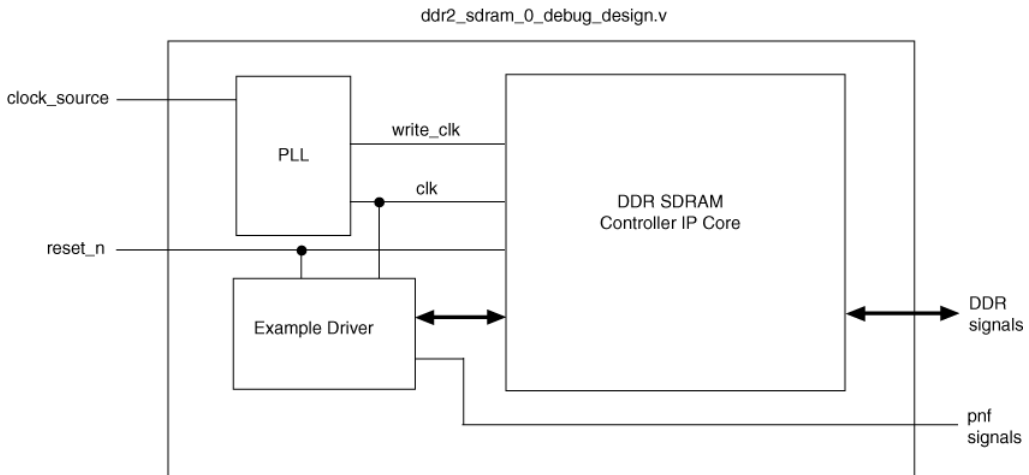 ddr2_sdram_0_debug_design.v
clock_source
write_clk
PLL
clk
DDR SDRAM
Controller IP Core
reset_n
Example Driver
DDR
signals
pnf
signals